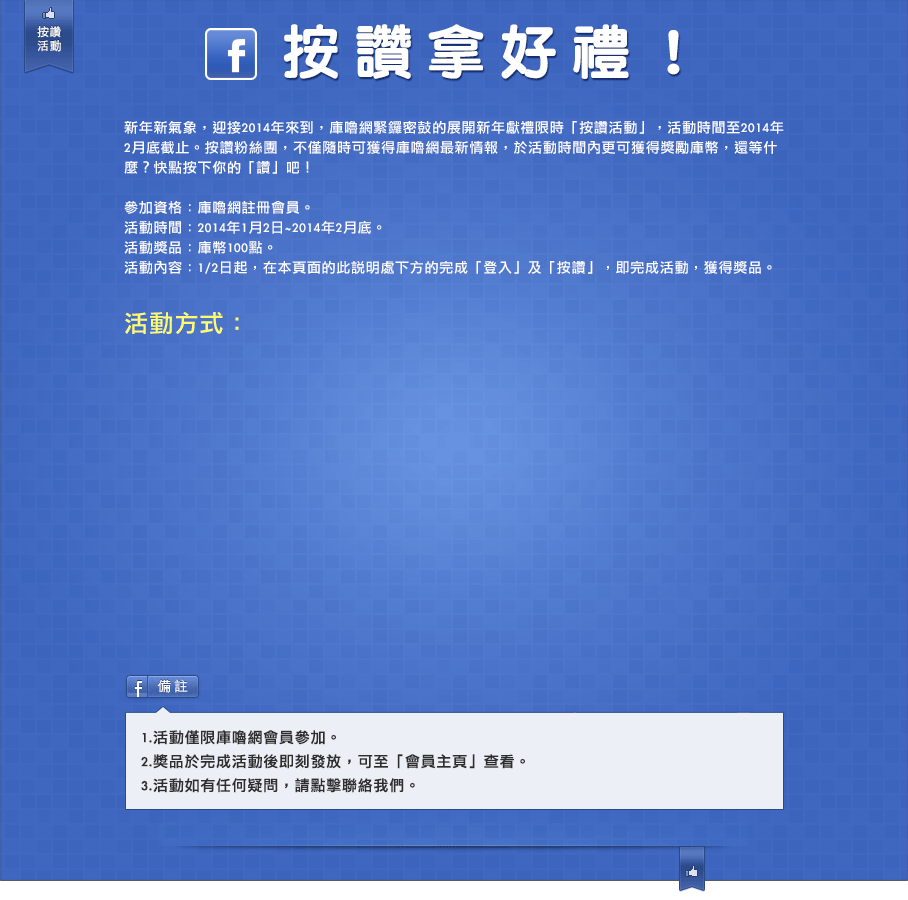 按讚
活動
f 按讚拿好禮！
新年新氣象，迎接2014年來到，庫嚕網緊鑼密鼓的展開新年獻禮限時「按讚活動」，活動時間至2014年
2月底截止。按讚粉絲團，不僅隨時可獲得庫嚕網最新情報，於活動時間內更可獲得獎勵庫幣，還等什
麼？快點按下你的「讚」吧！
參加資格：庫嚕網註冊會員。
活動時間：2014年1月2日~2014年2月底。
活動獎品：庫幣100點。
活動內容：1/2日起，在本頁面的此說明處下方的完成「登入」及「按讚」，即完成活動，獲得獎品。
活動方式：
f 備註
1.活動僅限庫嚕網會員參加。
2.獎品於完成活動後即刻發放，可至「會員主頁」查看。
3.活動如有任何疑問，請點擊聯絡我們。